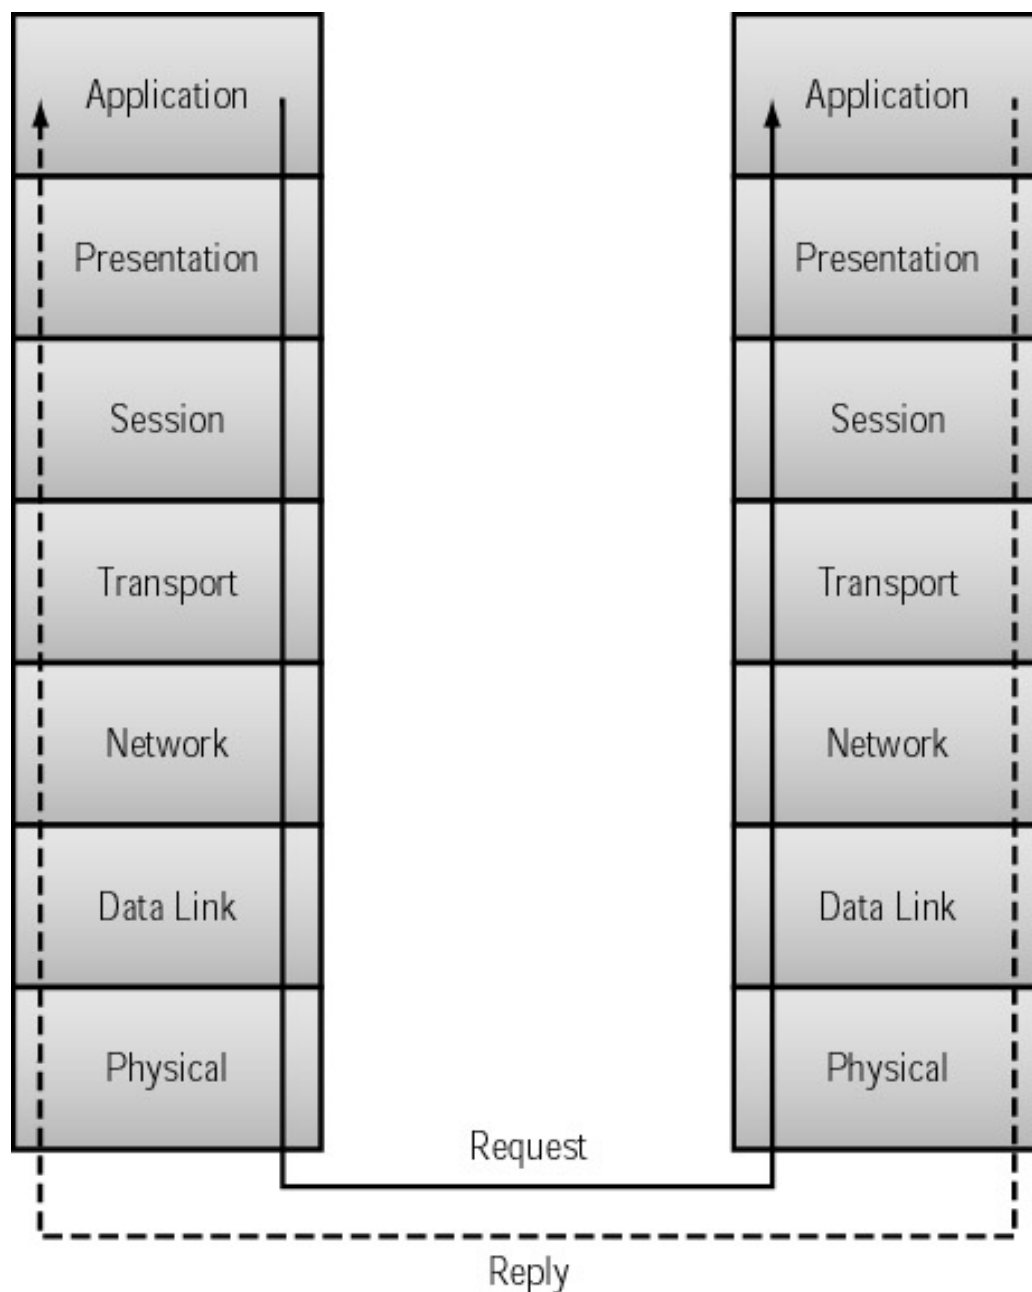 Application
Presentation
Session
Transport
Network
Data Link
Physical
Application
Presentation
Session
Transport
Network
Data Link
Physical
Request
Reply